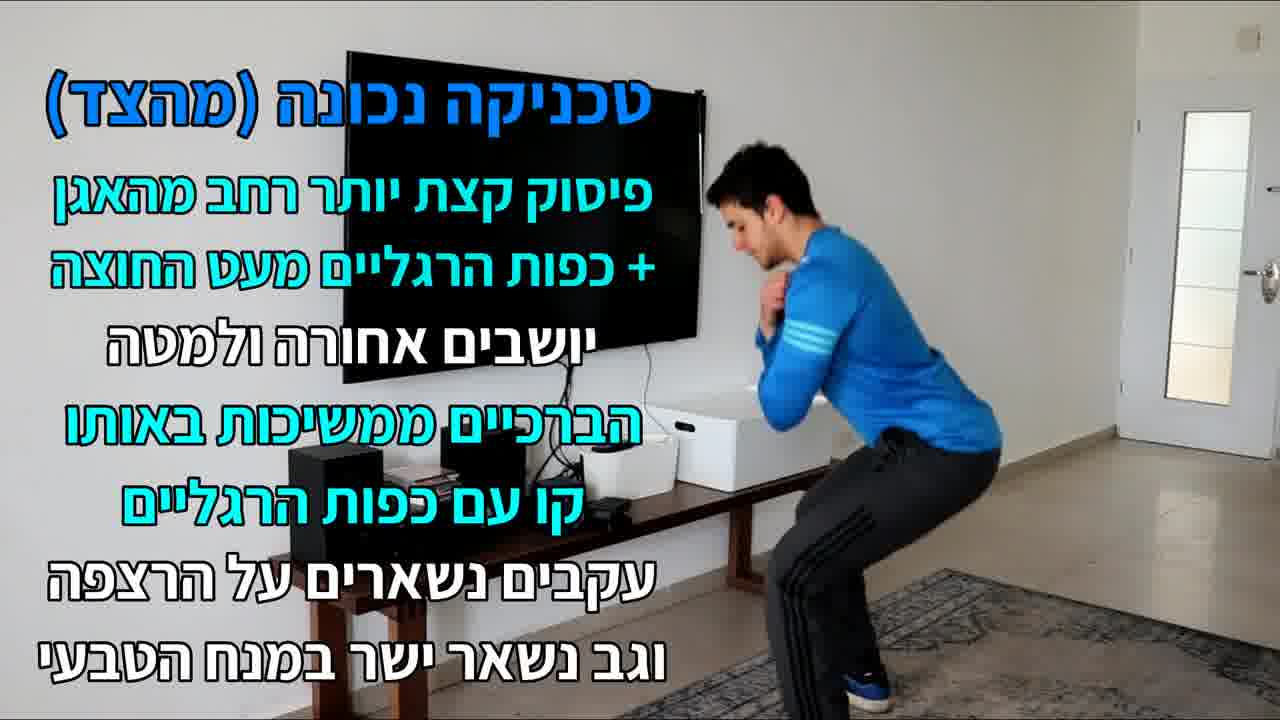 טכניקה נכונה (מהצד)
פיסוק קצת יותר רחב מהאגן
+ כפות הרגליים מעט החוצה
יושבים אחורה ולמטה
הברכיים ממשיכות באותו
קו עם כפות הרגליים
עקבים נשארים על הרצפה
וגב נשאר ישר במנח הטבעי